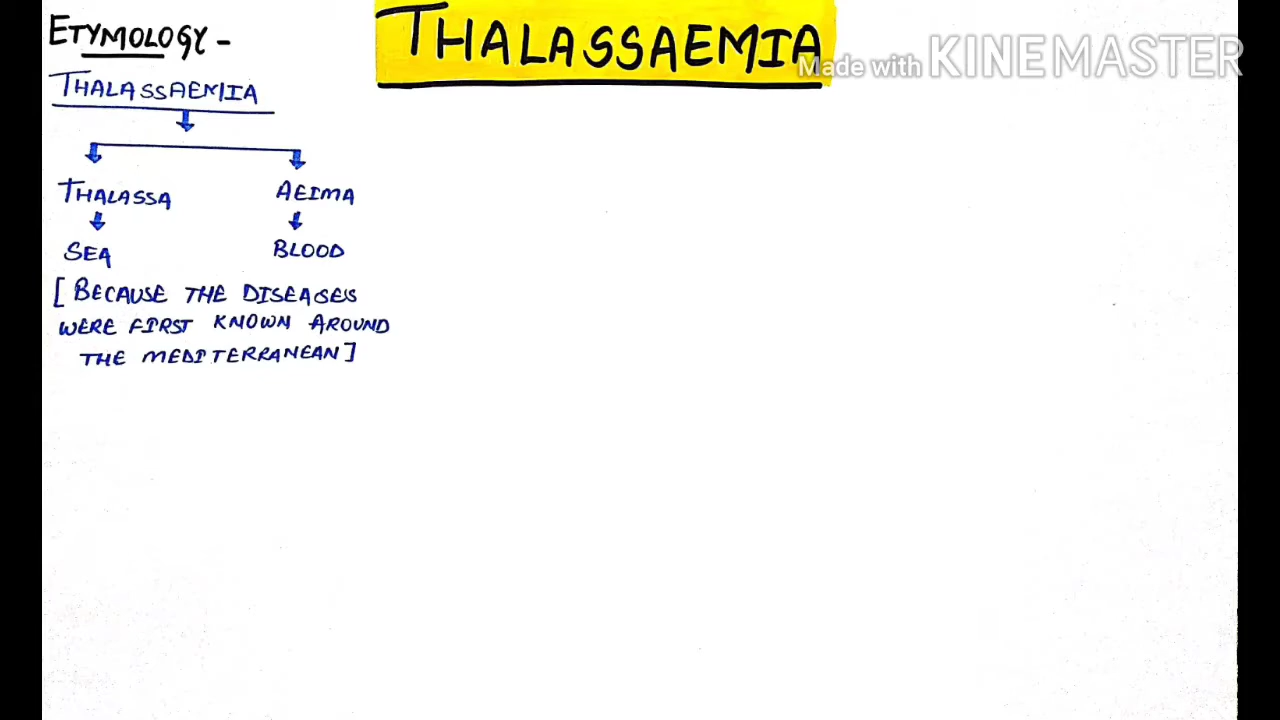 ETYMOLOGY -
THALASSAEMIA
Made with KINEMASTER
THALASSAEMIA
THALASSA AEIMA
SEA BLOOD
[ BECAUSE THE DISEASES
WERE FIRST KNOWN AROUND
THE MEDITERRANEAN ]